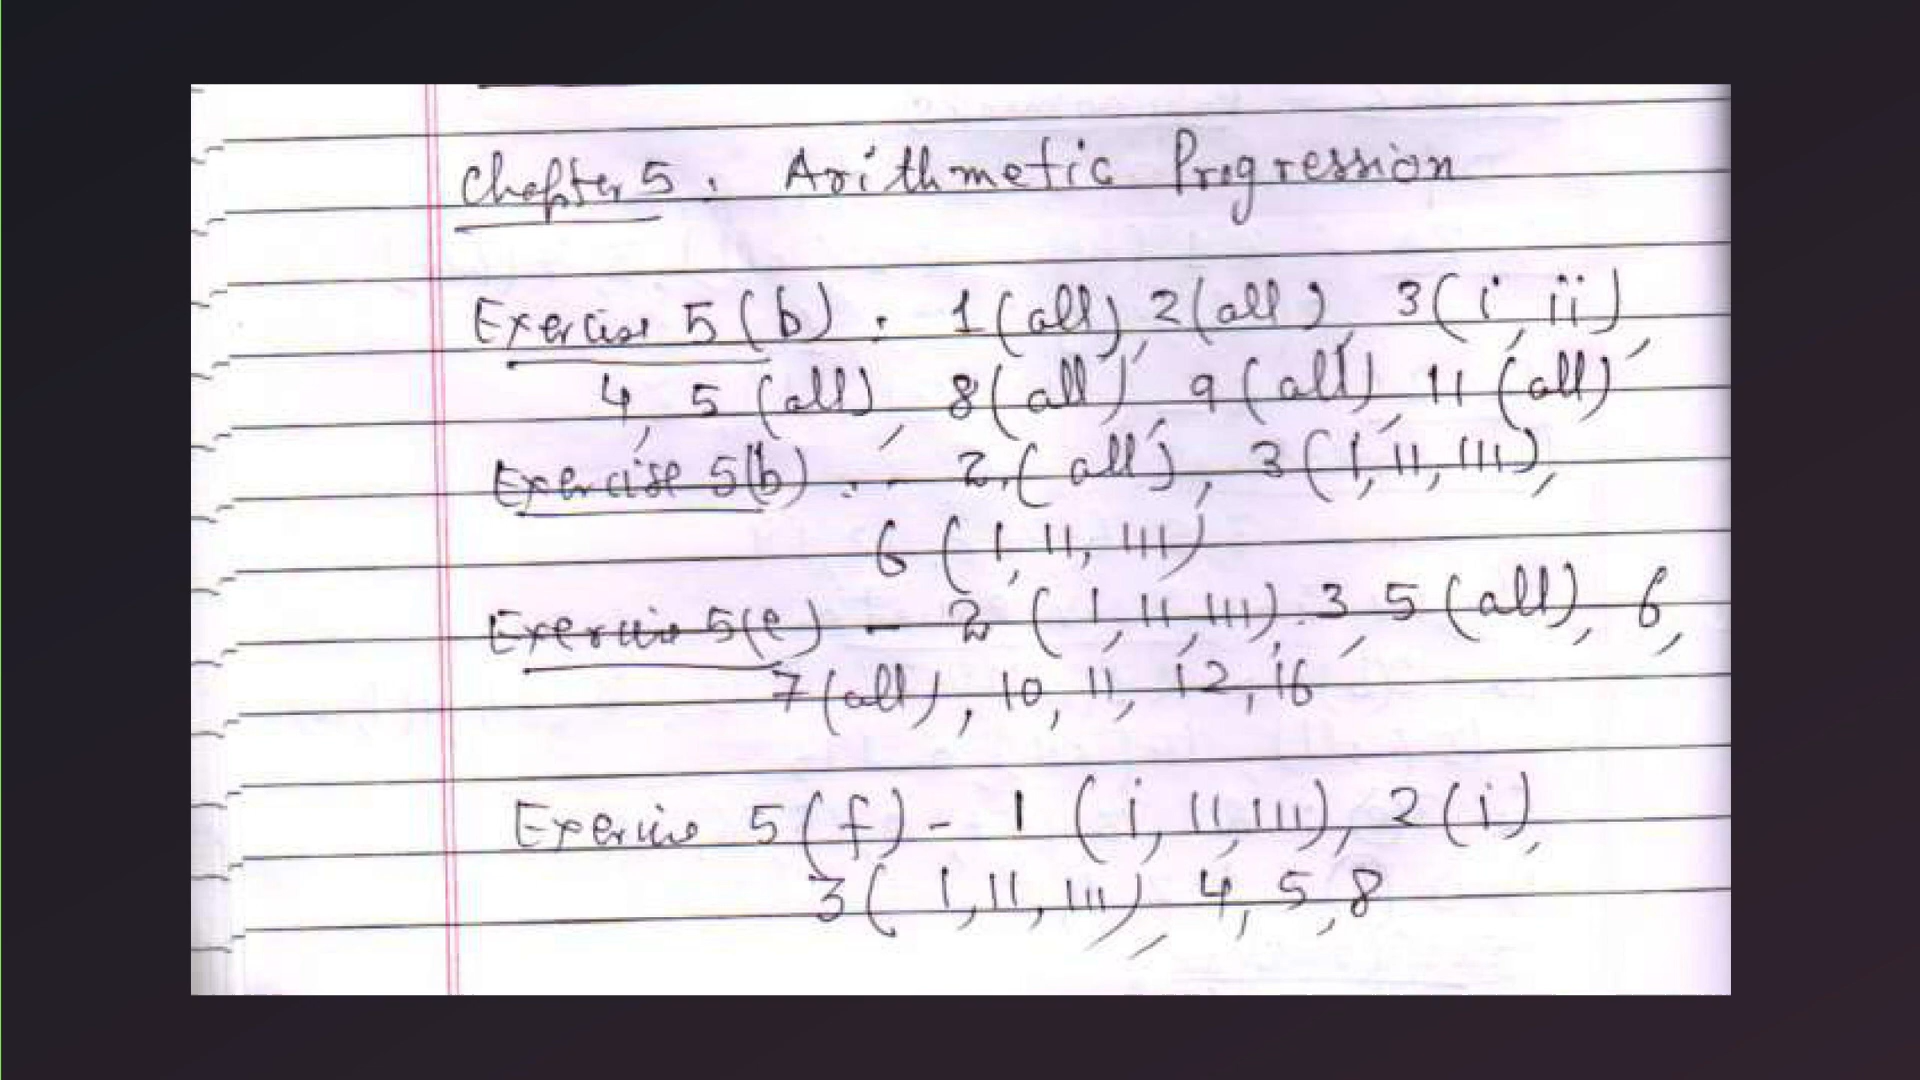 Chapter 5. Arithmetic Progression
Exercise 5(b): 1(all), 2(all), 3(i, ii),
4, 5(all), 8(all), 9(all), 11(all)
Exercise 5(b):- 2.(all), 3(I, II, III),
6(I, II, III)
Exercise 5(e) - 2(I, II, III), 3, 5(all), 6,
7(all), 10, 11, 12, 16
Exercise 5(f) - 1(i, II, III), 2(i),
3(I, II, III), 4, 5, 8